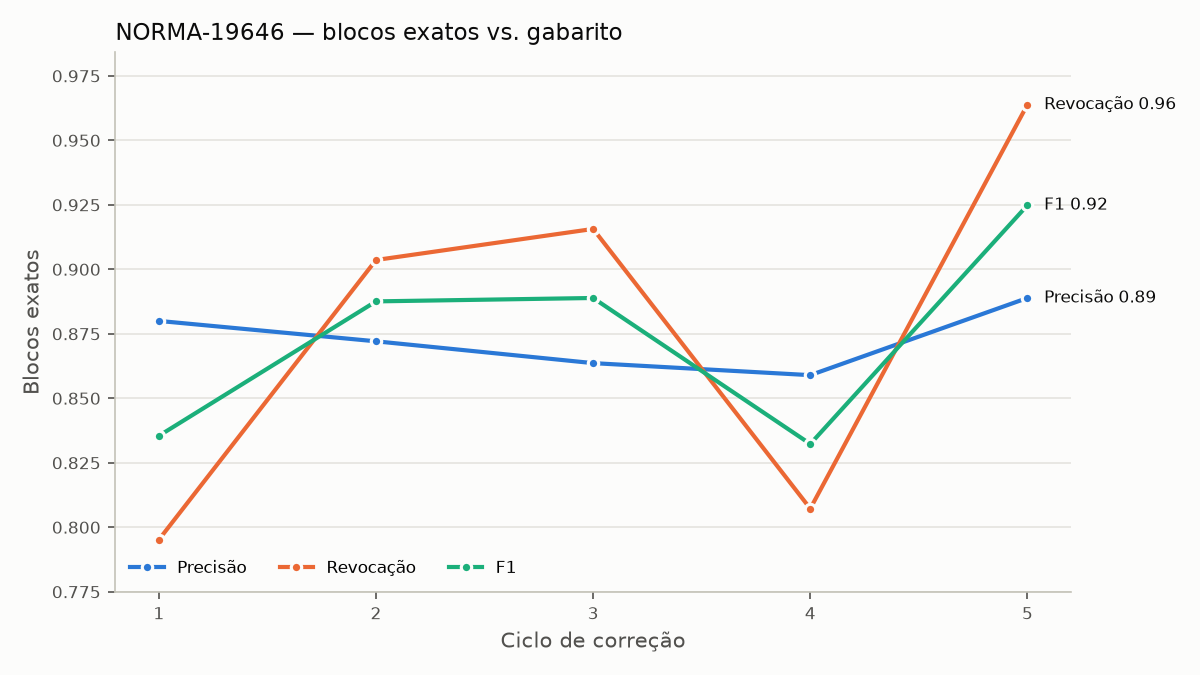 NORMA-19646 — blocos exatos vs. gabarito
0.975
0.950
0.925
0.900
0.875
0.850
0.825
0.800
0.775
Blocos exatos
Revocação 0.96
F1 0.92
Precisão 0.89
Precisão
Revocação
F1
1
2
3
4
5
Ciclo de correção